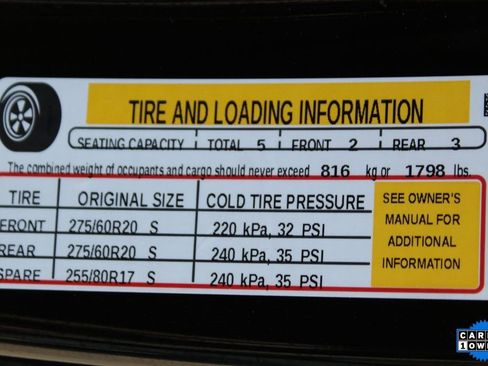 TIRE AND LOADING INFORMATION
SEATING CAPACITY TOTAL 5 FRONT 2 REAR 3
The combined weight of occupants and cargo should never exceed 816 kg or 1798 lbs.
TIRE ORIGINAL SIZE COLD TIRE PRESSURE
FRONT 275/60R20 S 220 kPa, 32 PSI
REAR 275/60R20 S 240 kPa, 35 PSI
SPARE 255/80R17 S 240 kPa, 35 PSI
SEE OWNER'S
MANUAL FOR
ADDITIONAL
INFORMATION